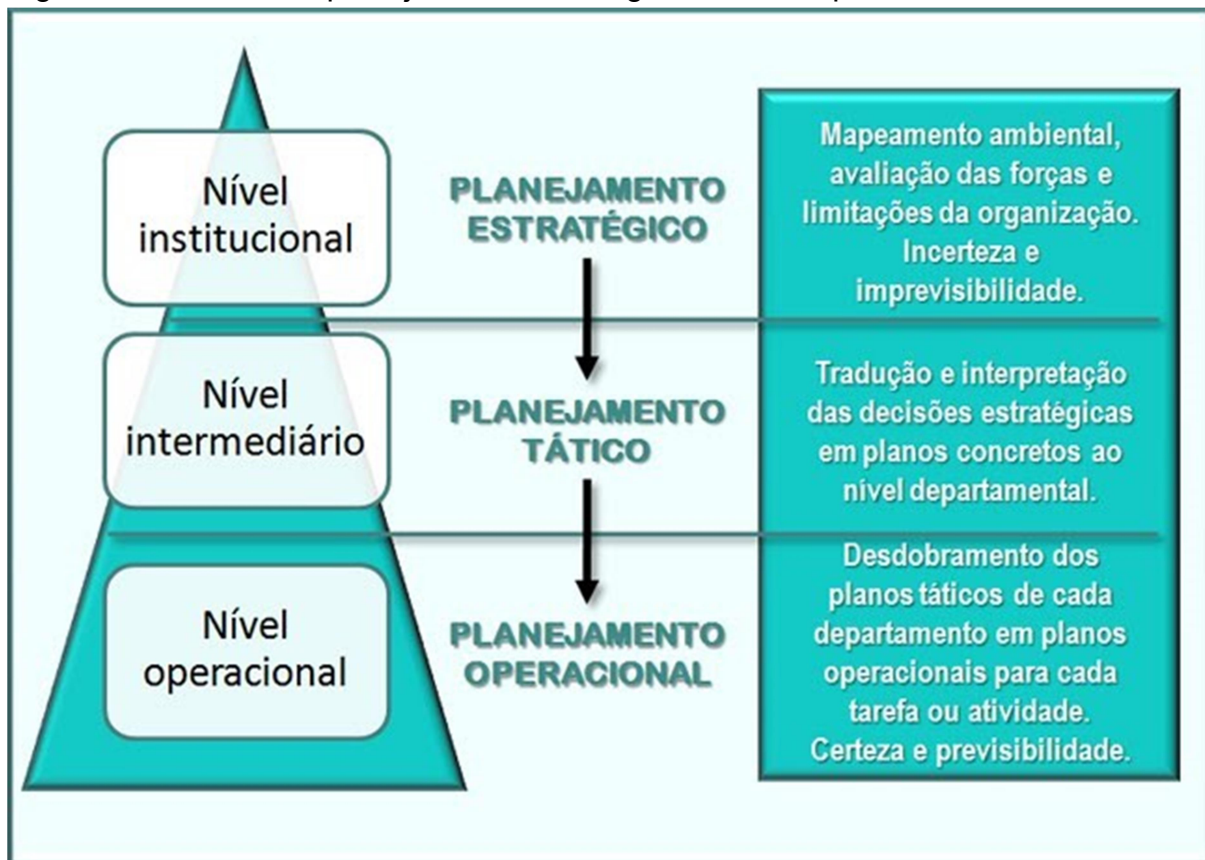 Nível
institucional
PLANEJAMENTO
ESTRATÉGICO
Mapeamento ambiental,
avaliação das forças e
limitações da organização.
Incerteza e
imprevisibilidade.
Nível
intermediário
PLANEJAMENTO
TÁTICO
Tradução e interpretação
das decisões estratégicas
em planos concretos ao
nível departamental.
Nível
operacional
PLANEJAMENTO
OPERACIONAL
Desdobramento dos
planos táticos de cada
departamento em planos
operacionais para cada
tarefa ou atividade.
Certeza e previsibilidade.